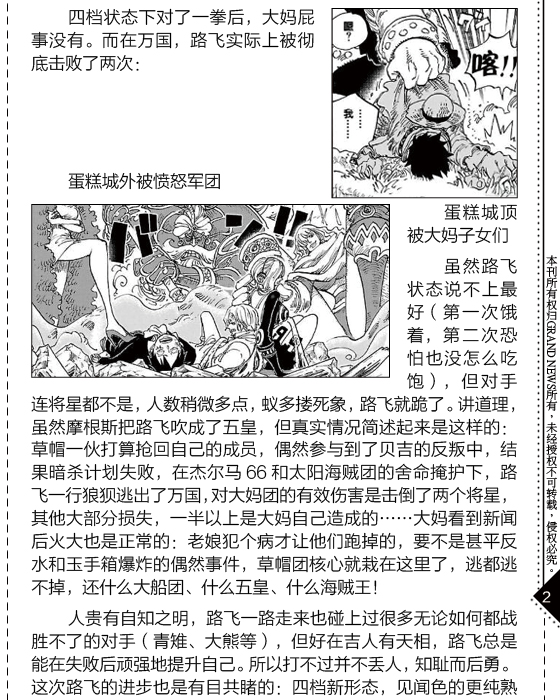 四档状态下对了一拳后，大妈屁
事没有。而在万国，路飞实际上被彻
底击败了两次：
喔？
喀!!
我……
……
蛋糕城外被愤怒军团
蛋糕城顶
被大妈子女们
虽然路飞
状态说不上最
好（第一次饿
着，第二次恐
怕也没怎么吃
饱），但对手
连将星都不是，人数稍微多点，蚁多搂死象，路飞就跪了。讲道理，
虽然摩根斯把路飞吹成了五皇，但真实情况简述起来是这样的：
草帽一伙打算抢回自己的成员，偶然参与到了贝吉的反叛中，结
果暗杀计划失败，在杰尔马 66 和太阳海贼团的舍命掩护下，路
飞一行狼狈逃出了万国，对大妈团的有效伤害是击倒了两个将星，
其他大部分损失，一半以上是大妈自己造成的……大妈看到新闻
后火大也是正常的：老娘犯个病才让他们跑掉的，要不是甚平反
水和玉手箱爆炸的偶然事件，草帽团核心就栽在这里了，逃都逃
不掉，还什么大船团、什么五皇、什么海贼王！
人贵有自知之明，路飞一路走来也碰上过很多无论如何都战
胜不了的对手（青雉、大熊等），但好在吉人有天相，路飞总是
能在失败后顽强地提升自己。所以打不过并不丢人，知耻而后勇。
这次路飞的进步也是有目共睹的：四档新形态，见闻色的更纯熟
本刊所有权归GRAND NEWS所有，未经授权不可转载，侵权必究。
2